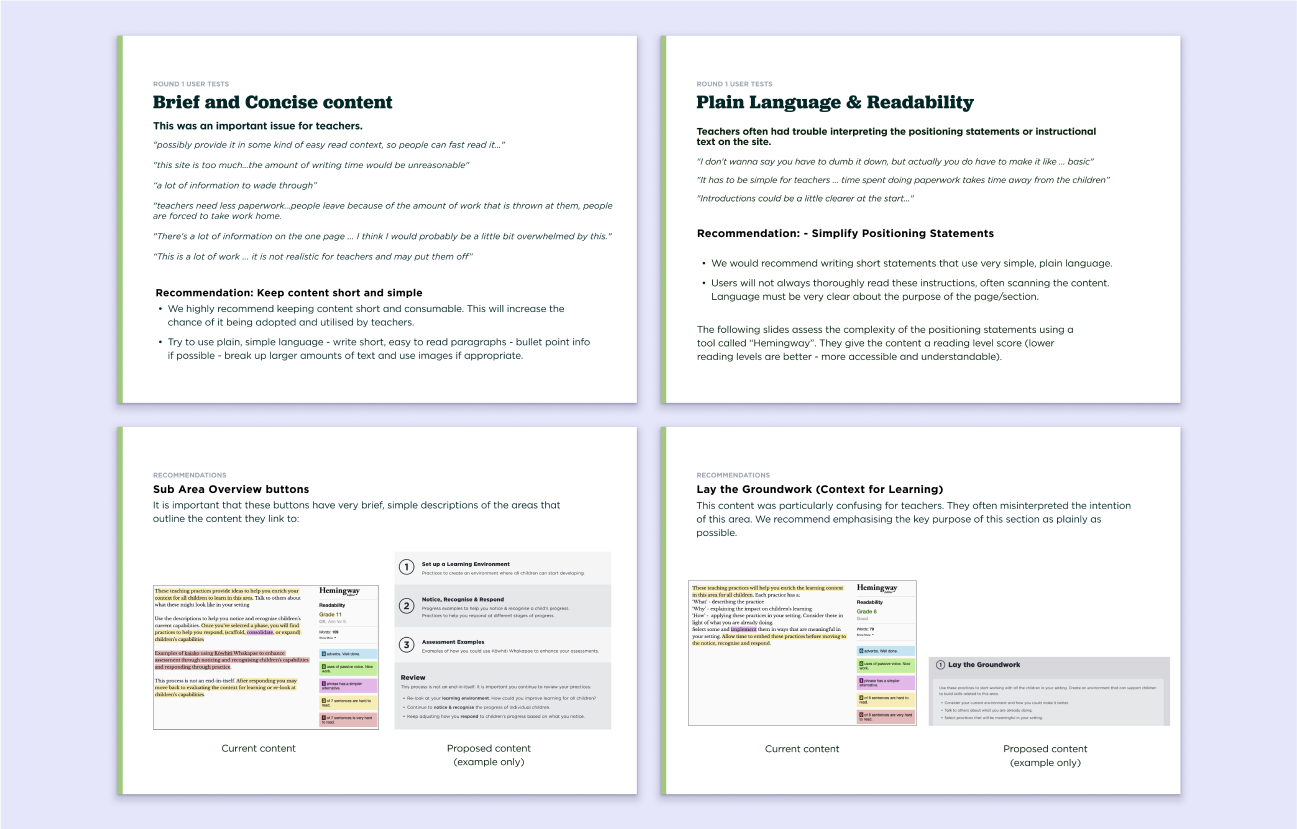 ROUND 1 USER TESTS
Brief and Concise content
This was an important issue for teachers.
"possibly provide it in some kind of easy read context, so people can fast read it..."
"this site is too much...the amount of writing time would be unreasonable"
"a lot of information to wade through"
"teachers need less paperwork...people leave because of the amount of work that is thrown at them, people
are forced to take work home.
"There's a lot of information on the one page ... I think I would probably be a little bit overwhelmed by this."
"This is a lot of work ... it is not realistic for teachers and may put them off"
Recommendation: Keep content short and simple
• We highly recommend keeping content short and consumable. This will increase the
chance of it being adopted and utilised by teachers.
• Try to use plain, simple language - write short, easy to read paragraphs - bullet point info
if possible - break up larger amounts of text and use images if appropriate.
ROUND 1 USER TESTS
Plain Language & Readability
Teachers often had trouble interpreting the positioning statements or instructional
text on the site.
"I don't wanna say you have to dumb it down, but actually you do have to make it like ... basic"
"It has to be simple for teachers ... time spent doing paperwork takes time away from the children"
"Introductions could be a little clearer at the start..."
Recommendation: - Simplify Positioning Statements
• We would recommend writing short statements that use very simple, plain language.
• Users will not always thoroughly read these instructions, often scanning the content.
Language must be very clear about the purpose of the page/section.
The following slides assess the complexity of the positioning statements using a
tool called “Hemingway”. They give the content a reading level score (lower
reading levels are better - more accessible and understandable).
RECOMMENDATIONS
Sub Area Overview buttons
It is important that these buttons have very brief, simple descriptions of the areas that
outline the content they link to:
These teaching practices provide ideas to help you enrich your
content for all children to learn in this area. Talk to others about
what these might look like in your setting
Use the descriptions to help you notice and recognise children's
current capabilities. Once you've selected a phase, you will find
practices to help you respond, (scaffold, consolidate, or expand)
children's capabilities
Examples of kaiako using Kōwhiti Whakapae to enhance
assessment through noticing and recognising children's capabilities
and responding through practice.
This process is not an end-in-itself. After responding you may
move back to evaluating the context for learning or re-look at
children's capabilities.
Hemingway
Editor
Readability
Grade 11
OK. Aim for 9.
Words: 109
Show More
adverbs. Well done.
uses of passive voice. Nice
work.
phrase has a simpler
alternative.
of 7 sentences are hard to
read.
of 7 sentences is very hard
to read.
1
Set up a Learning Environment
Practices to create an environment where all children can start developing.
2
Notice, Recognise & Respond
Progress examples to help you notice & recognise a child's progress.
Practices to help you respond at different stages of progress.
3
Assessment Examples
Examples of how you could use Kōwhiti Whakapae to enhance your assessments.
Review
This process is not an end-in-itself. It is important you continue to review your practices.
• Re-look at your learning environment. How could you improve learning for all children?
• Continue to notice & recognise the progress of individual children.
• Keep adjusting how you respond to children's progress based on what you notice.
Current content
Proposed content
(example only)
RECOMMENDATIONS
Lay the Groundwork (Context for Learning)
This content was particularly confusing for teachers. They often misinterpreted the intention
of this area. We recommend emphasising the key purpose of this section as plainly as
possible.
These teaching practices will help you enrich the learning context
in this area for all children. Each practice has a:
'What' - describing the practice
'Why' - explaining the impact on children's learning
'How' - applying these practices in your setting. Consider these in
light of what you are already doing.
Select some and implement them in ways that are meaningful in
your setting. Allow time to embed these practices before moving to
the notice, recognise and respond.
Hemingway
Editor
Readability
Grade 6
Good
Words: 79
Show More
adverbs. Well done.
uses of passive voice. Nice
work.
phrase has a simpler
alternative.
of 6 sentences are hard to
read.
of 6 sentences are very hard
to read.
1 Lay the Groundwork
Use these practices to start working with all the children in your setting. Create an environment that can support children
to build skills related to this area.
• Consider your current environment and how you could make it better.
• Talk to others about what you are already doing.
• Select practices that will be meaningful in your setting.
Current content
Proposed content
(example only)